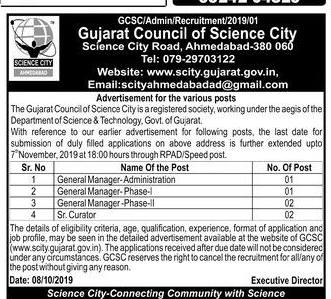 GCSC/Admin/Recruitment/2019/01
Gujarat Council of Science City
Science City Road, Ahmedabad-380 060
Tel: 079-29703122
Website: www.scity.gujarat.gov.in,
Email:scityahmedabadad@gmail.com
SCIENCE CITY
AHMEDABAD
Advertisement for the various posts
The Gujarat Council of Science City is a registered society, working under the aegis of the
Department of Science & Technology, Govt. of Gujarat.
With reference to our earlier advertisement for following posts, the last date for
submission of duly filled applications on above address is further extended upto
7th November, 2019 at 18:00 hours through RPAD/Speed post.
Sr. No Name of the Post No. Of Post
1 General Manager-Administration 01
2 General Manager- Phase-I 01
3 General Manager -Phase-II 02
4 Sr. Curator 02
The details of eligibility criteria, age, qualification, experience, format of application and
job profile, may be seen in the detailed advertisement available at the website of GCSC
(www.scity.gujarat.gov.in). The applications received after due date will not be considered
under any circumstances. GCSC reserves the right to cancel the recruitment for all/any of
the post without giving any reason.
Date: 08/10/2019 Executive Director
Science City-Connecting Community with Science